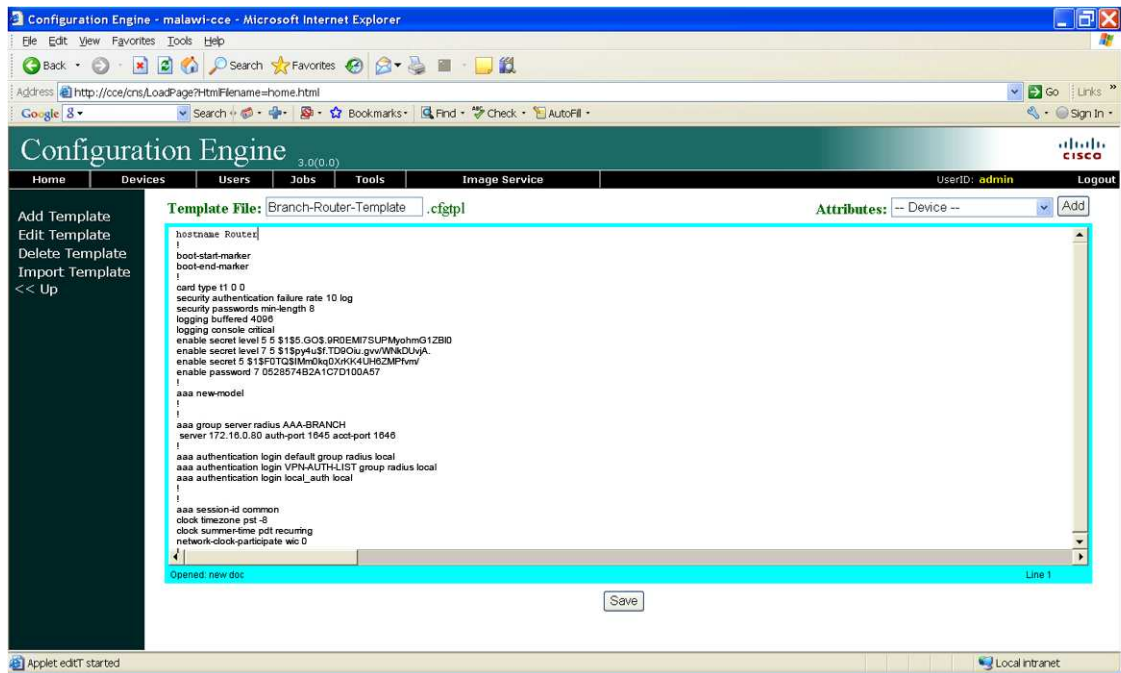 Configuration Engine - malawi-cce - Microsoft Internet Explorer
File Edit View Favorites Tools Help
Back Search Favorites
Address http://cce/cns/LoadPage?HtmlFilename=home.html Go Links »
Google Search Bookmarks Find Check AutoFill Sign In
Configuration Engine 3.0(0.0) CISCO
Home Devices Users Jobs Tools Image Service UserID: admin Logout
Add Template
Edit Template
Delete Template
Import Template
<< Up
Template File: Branch-Router-Template .cfgtpl Attributes: -- Device -- Add
hostname Router
!
boot-start-marker
boot-end-marker
!
card type t1 0 0
security authentication failure rate 10 log
security passwords min-length 8
logging buffered 4096
logging console critical
enable secret level 5 5 $1$5.GO$.9R0EMI7SUPMyohmG1ZBI0
enable secret level 7 5 $1$py4u$f.TD9Oiu.gvv/WNkDUvjA.
enable secret 5 $1$F0TQ$IMm0kq0XrKK4UH6ZMPfvm/
enable password 7 0528574B2A1C7D100A57
!
aaa new-model
!
!
aaa group server radius AAA-BRANCH
server 172.16.0.80 auth-port 1645 acct-port 1646
!
aaa authentication login default group radius local
aaa authentication login VPN-AUTH-LIST group radius local
aaa authentication login local_auth local
!
!
aaa session-id common
clock timezone pst -8
clock summer-time pdt recurring
network-clock-participate wic 0
!
Opened: new doc Line 1
Save
Applet editT started Local intranet